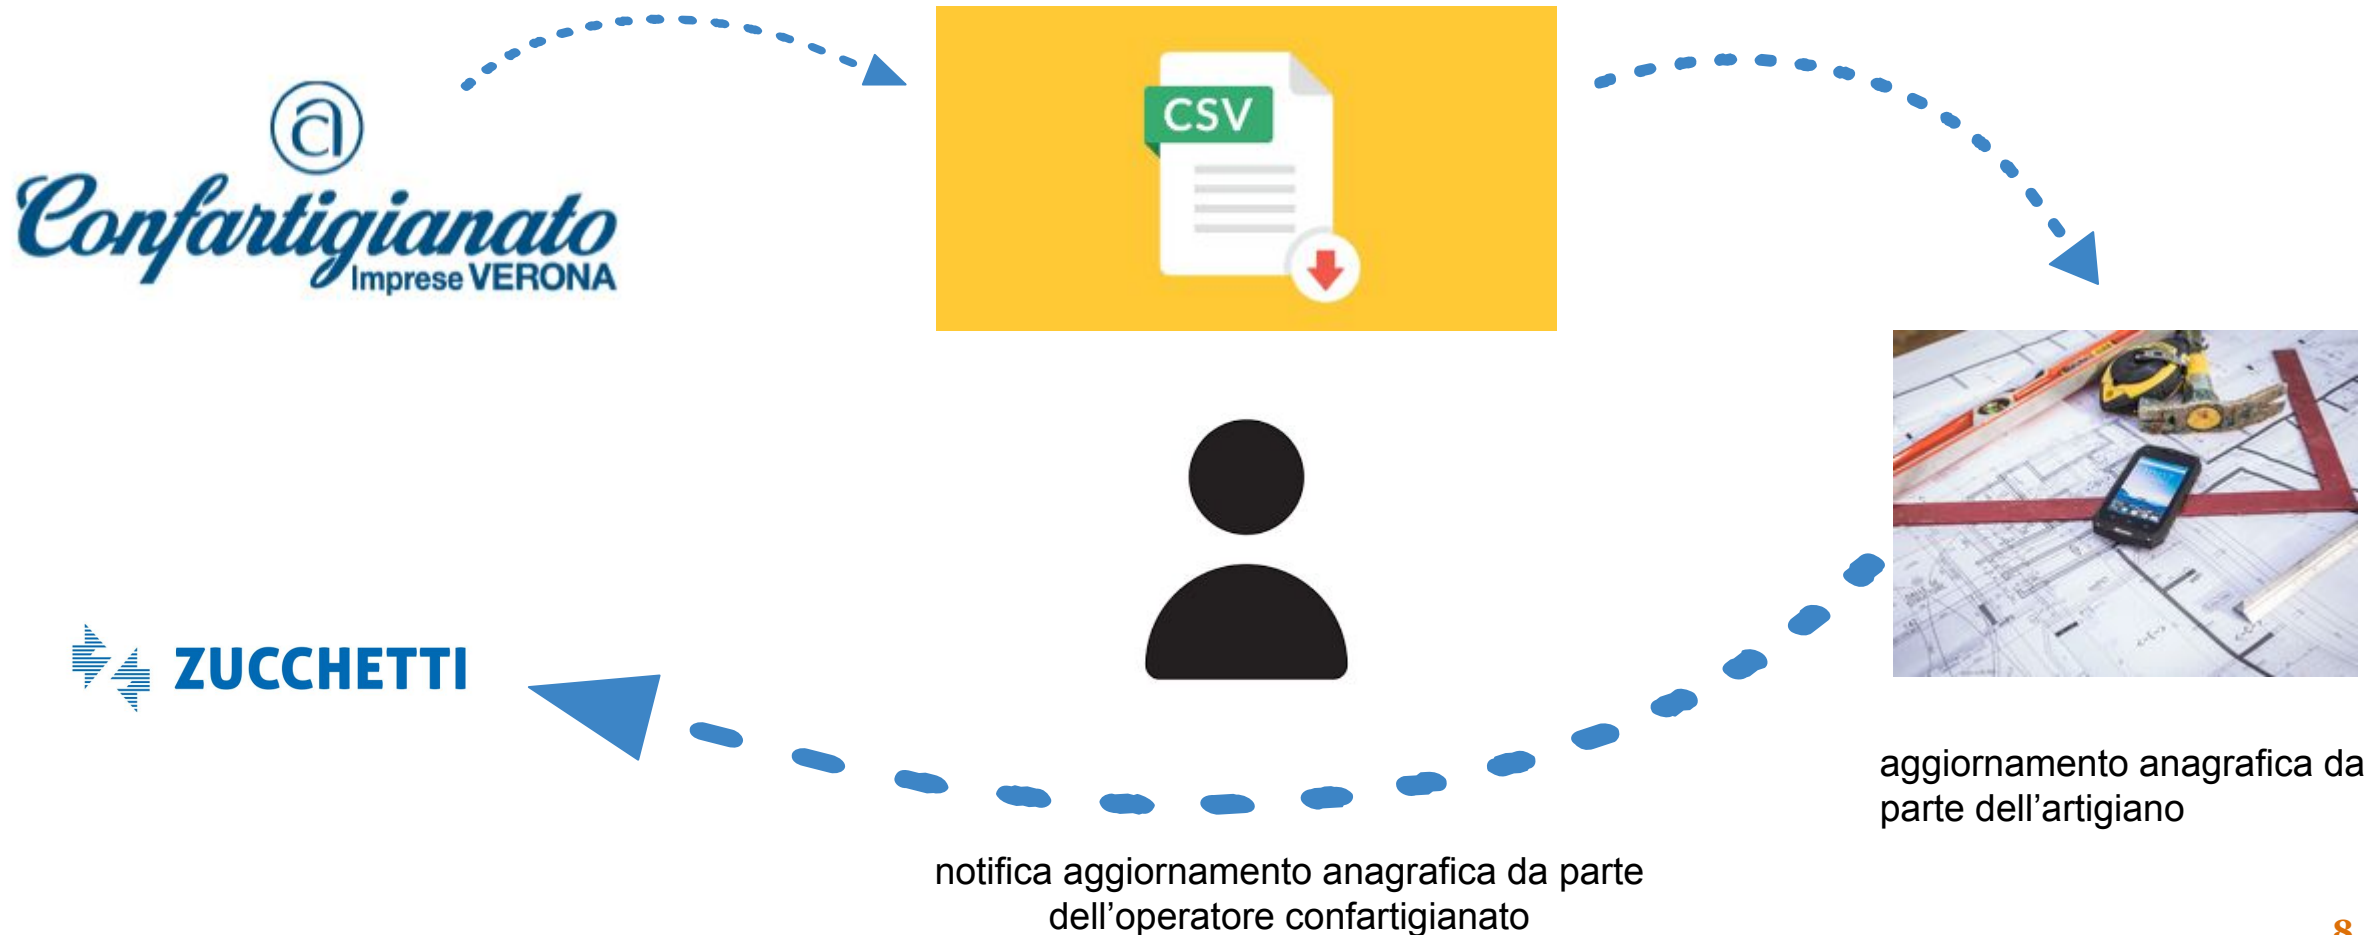 a
Confartigianato
Imprese VERONA
CSV
ZUCCHETTI
aggiornamento anagrafica da
parte dell’artigiano
notifica aggiornamento anagrafica da parte
dell’operatore confartigianato
8